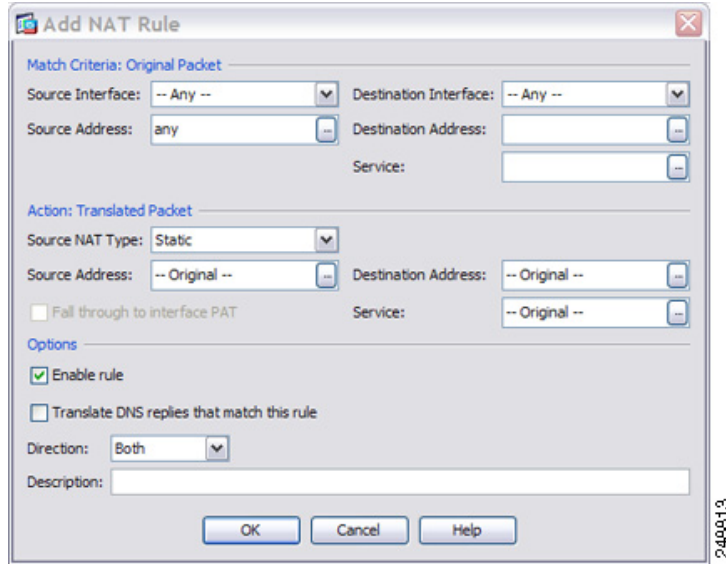 Add NAT Rule
Match Criteria: Original Packet
Source Interface: -- Any -- Destination Interface: -- Any --
Source Address: any ... Destination Address: ...
Service: ...
Action: Translated Packet
Source NAT Type: Static
Source Address: -- Original -- ... Destination Address: -- Original -- ...
Fall through to interface PAT Service: -- Original -- ...
Options
Enable rule
Translate DNS replies that match this rule
Direction: Both
Description:
OK Cancel Help
248813